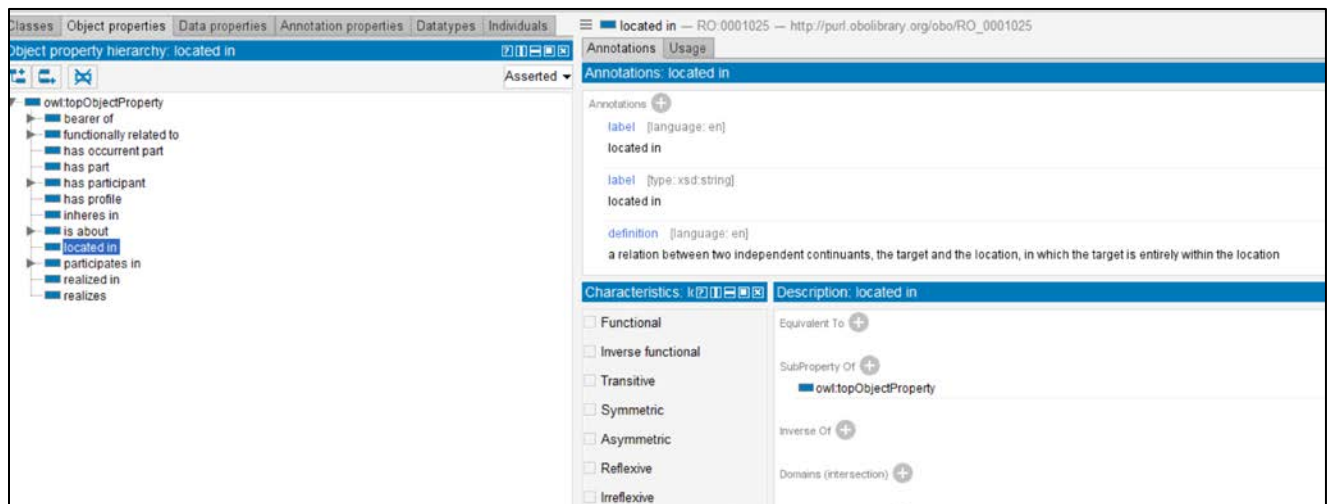 Classes Object properties Data properties Annotation properties Datatypes Individuals
Object property hierarchy: located in
Asserted
owl:topObjectProperty
bearer of
functionally related to
has occurrent part
has part
has participant
has profile
inheres in
is about
located in
participates in
realized in
realizes
located in — RO:0001025 — http://purl.obolibrary.org/obo/RO_0001025
Annotations Usage
Annotations: located in
Annotations
label [language: en]
located in
label [type: xsd:string]
located in
definition [language: en]
a relation between two independent continuants, the target and the location, in which the target is entirely within the location
Characteristics: lo
Functional
Inverse functional
Transitive
Symmetric
Asymmetric
Reflexive
Irreflexive
Description: located in
Equivalent To
SubProperty Of
owl:topObjectProperty
Inverse Of
Domains (intersection)